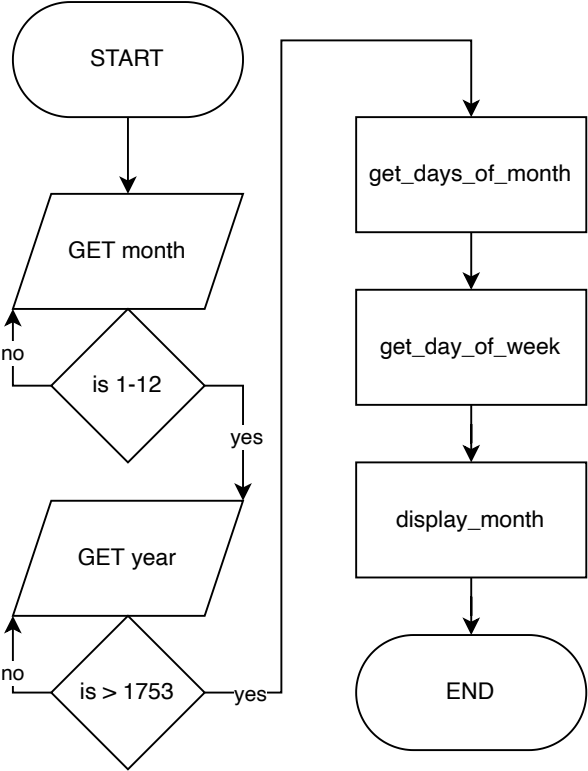 START
GET month
no
is 1-12
yes
GET year
no
is > 1753
yes
get_days_of_month
get_day_of_week
display_month
END